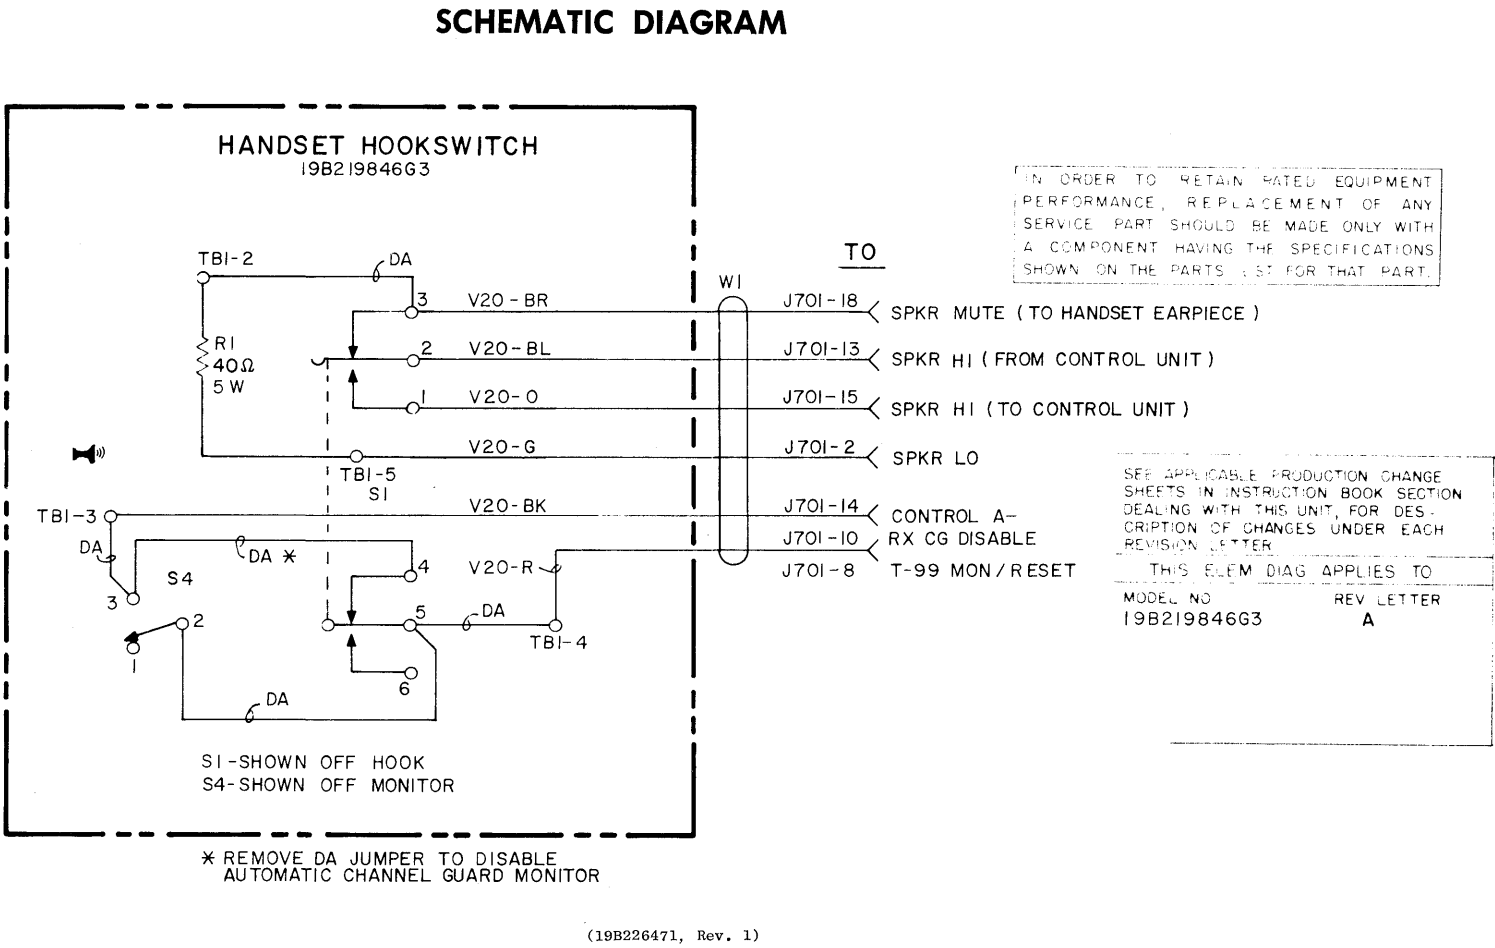 SCHEMATIC DIAGRAM
HANDSET HOOKSWITCH
19B219846G3
IN ORDER TO RETAIN RATED EQUIPMENT
PERFORMANCE, REPLACEMENT OF ANY
SERVICE PART SHOULD BE MADE ONLY WITH
A COMPONENT HAVING THE SPECIFICATIONS
SHOWN ON THE PARTS LIST FOR THAT PART.
TO
W1
TB1-2
DA
3
V20-BR
J701-18
SPKR MUTE (TO HANDSET EARPIECE)
R1
40Ω
5W
2
V20-BL
J701-13
SPKR HI (FROM CONTROL UNIT)
1
V20-O
J701-15
SPKR HI (TO CONTROL UNIT)
V20-G
J701-2
SPKR LO
TB1-5
S1
TB1-3
V20-BK
J701-14
CONTROL A-
DA
DA *
J701-10
RX CG DISABLE
S4
4
V20-R
J701-8
T-99 MON/RESET
3
2
1
5
DA
TB1-4
6
DA
SEE APPLICABLE PRODUCTION CHANGE
SHEETS IN INSTRUCTION BOOK SECTION
DEALING WITH THIS UNIT, FOR DES-
CRIPTION OF CHANGES UNDER EACH
REVISION LETTER
THIS ELEM DIAG APPLIES TO
MODEL NO REV LETTER
19B219846G3 A
S1-SHOWN OFF HOOK
S4-SHOWN OFF MONITOR
* REMOVE DA JUMPER TO DISABLE
AUTOMATIC CHANNEL GUARD MONITOR
(19B226471, Rev. 1)